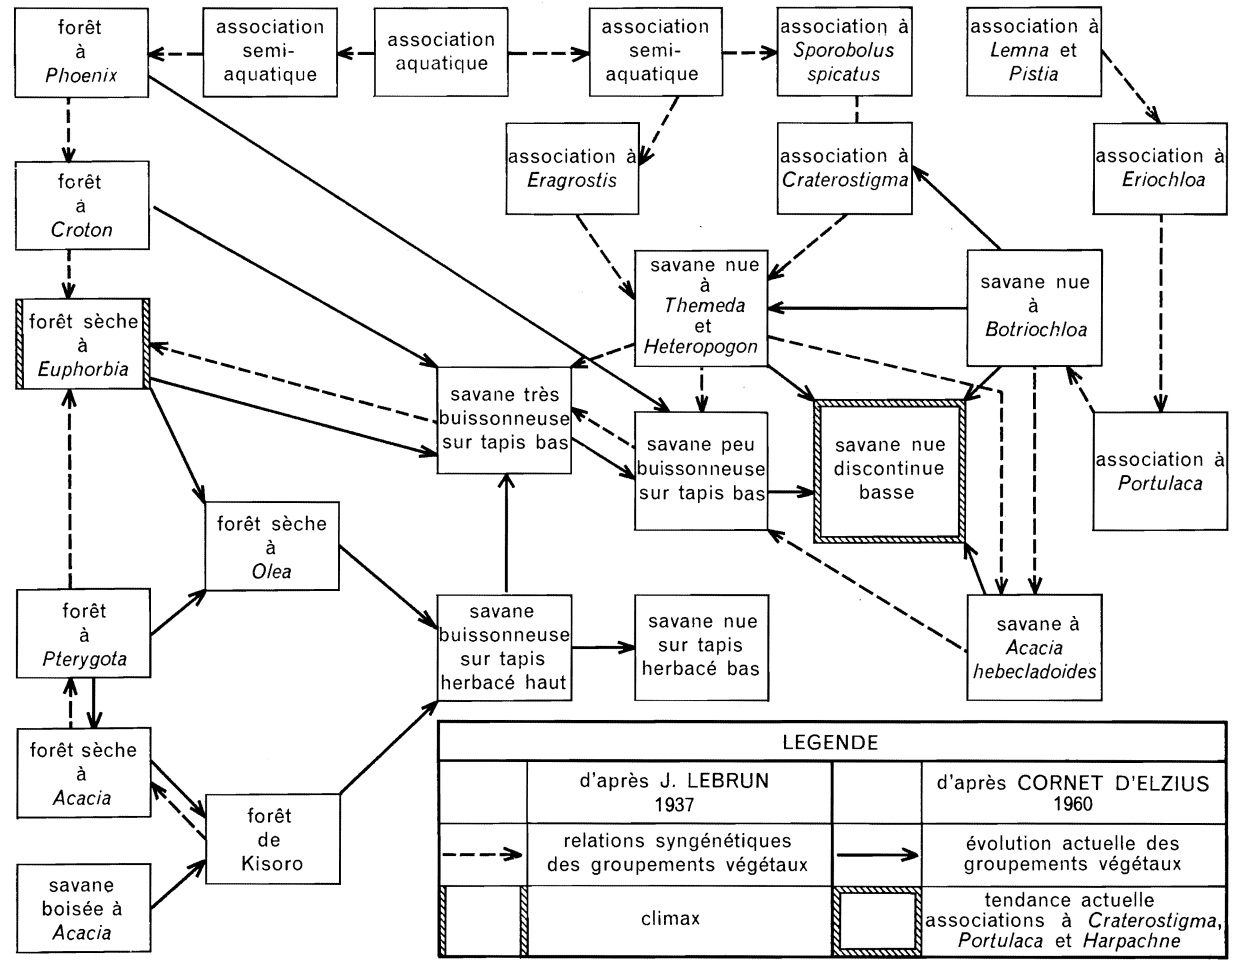 forêt
à
Phoenix
association
semi-
aquatique
association
aquatique
association
semi-
aquatique
association à
Sporobolus
spicatus
association à
Lemna et
Pistia
association à
Eragrostis
association à
Craterostigma
association à
Eriochloa
forêt
à
Croton
savane nue
à
Themeda
et
Heteropogon
savane nue
à
Botriochloa
forêt sèche
à
Euphorbia
savane très
buissonneuse
sur tapis bas
savane peu
buissonneuse
sur tapis bas
savane nue
discontinue
basse
association à
Portulaca
forêt sèche
à
Olea
forêt
à
Pterygota
savane
buissonneuse
sur tapis
herbacé haut
savane nue
sur tapis
herbacé bas
savane à
Acacia
hebecladoides
forêt sèche
à
Acacia
forêt
de
Kisoro
savane
boisée à
Acacia
LEGENDE
d'après J. LEBRUN
1937
d'après CORNET D'ELZIUS
1960
relations syngénétiques
des groupements végétaux
évolution actuelle des
groupements végétaux
climax
tendance actuelle
associations à Craterostigma,
Portulaca et Harpachne